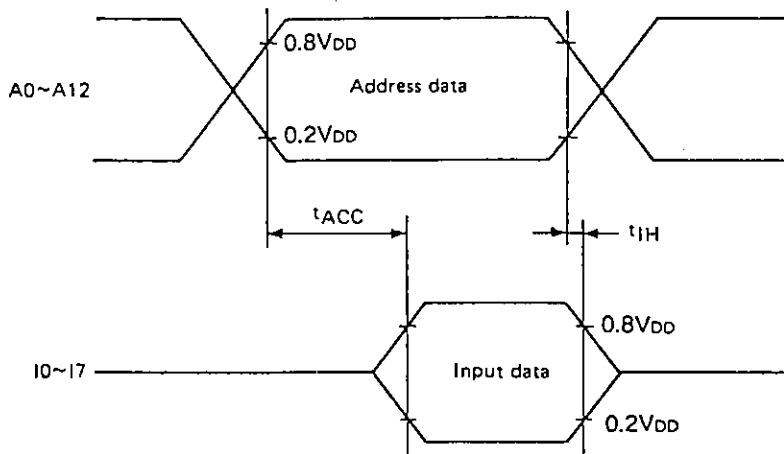 0.8VDD
A0~A12
Address data
0.2VDD
tACC
tIH
0.8VDD
I0~I7
Input data
0.2VDD